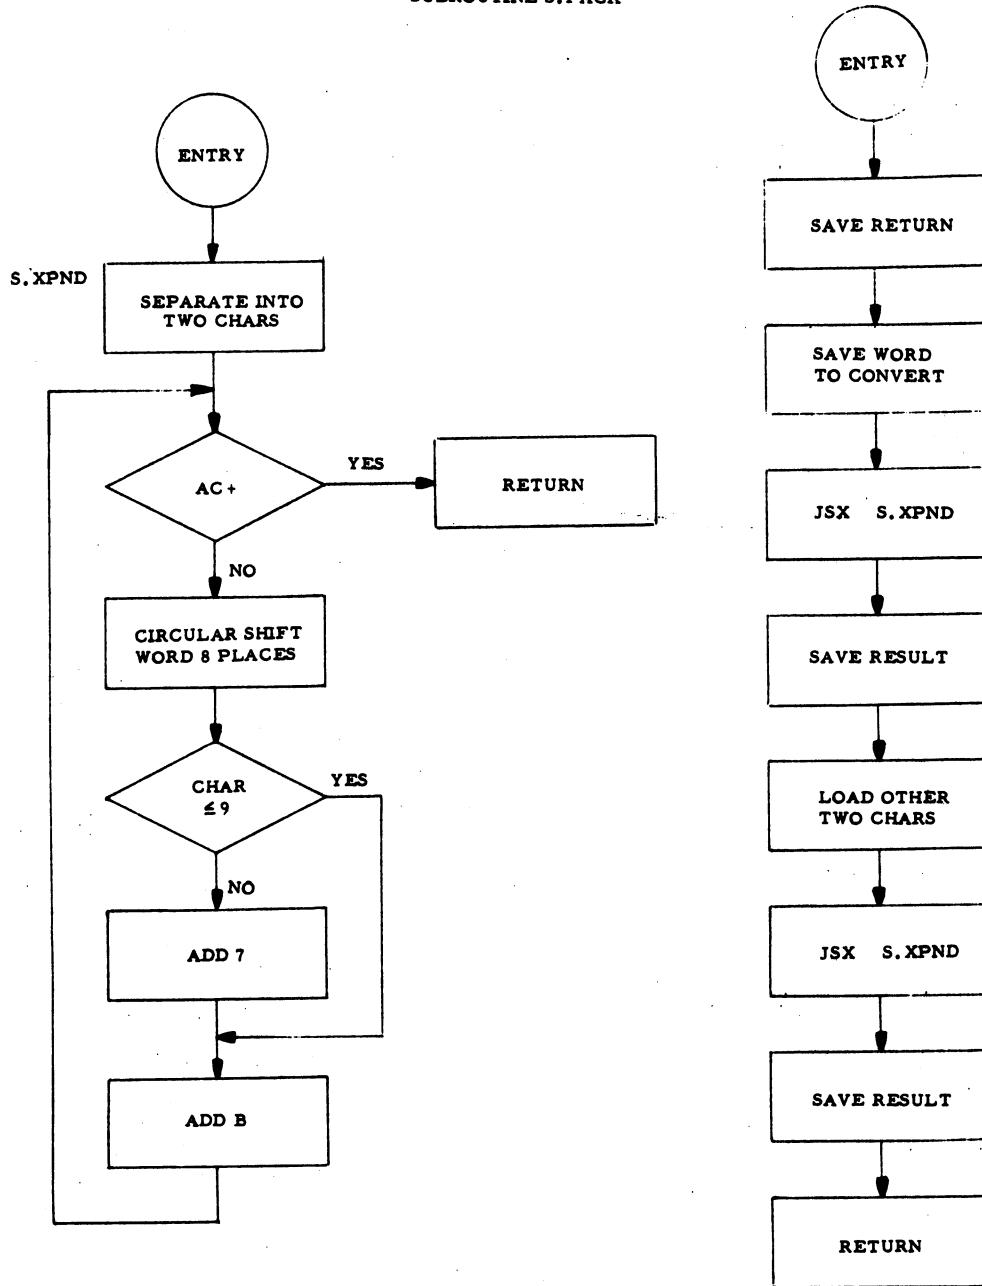 SUBROUTINE S.PACK
ENTRY
S.XPND
SEPARATE INTO
TWO CHARS
AC+
YES
RETURN
NO
CIRCULAR SHIFT
WORD 8 PLACES
CHAR
≤ 9
YES
NO
ADD 7
ADD B
ENTRY
SAVE RETURN
SAVE WORD
TO CONVERT
JSX S.XPND
SAVE RESULT
LOAD OTHER
TWO CHARS
JSX S.XPND
SAVE RESULT
RETURN